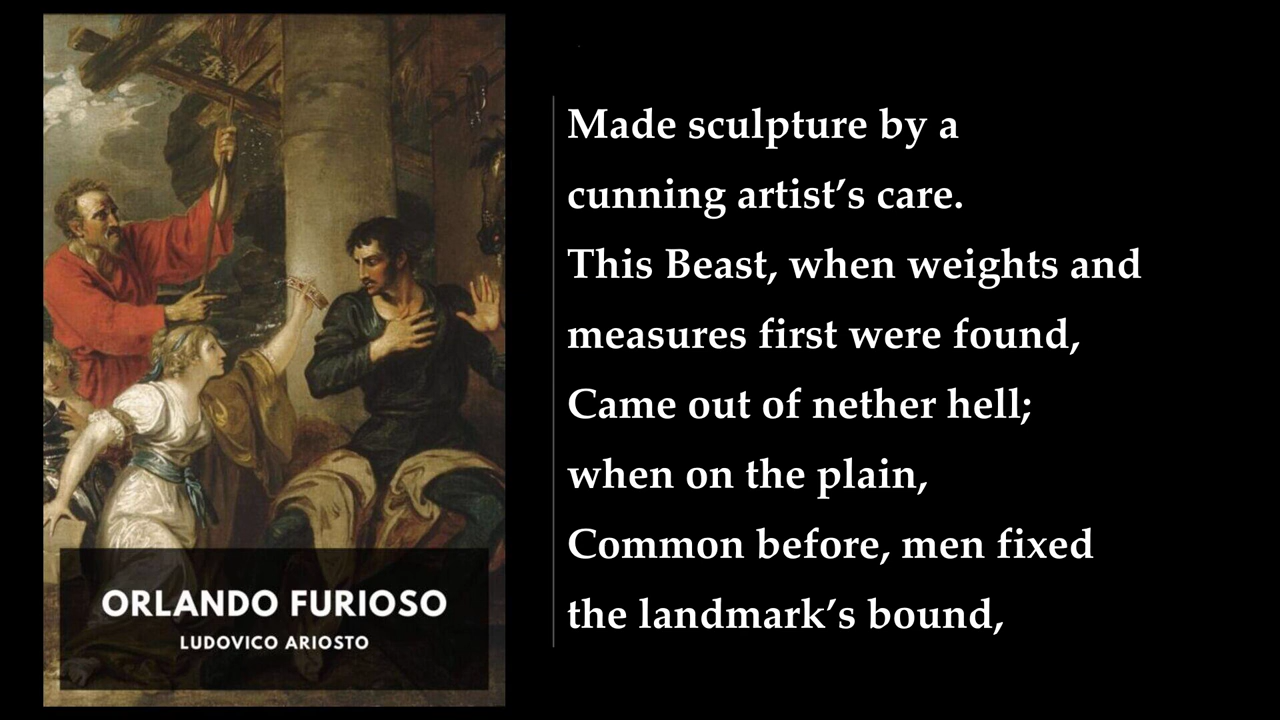 ORLANDO FURIOSO
LUDOVICO ARIOSTO
Made sculpture by a
cunning artist’s care.
This Beast, when weights and
measures first were found,
Came out of nether hell;
when on the plain,
Common before, men fixed
the landmark’s bound,